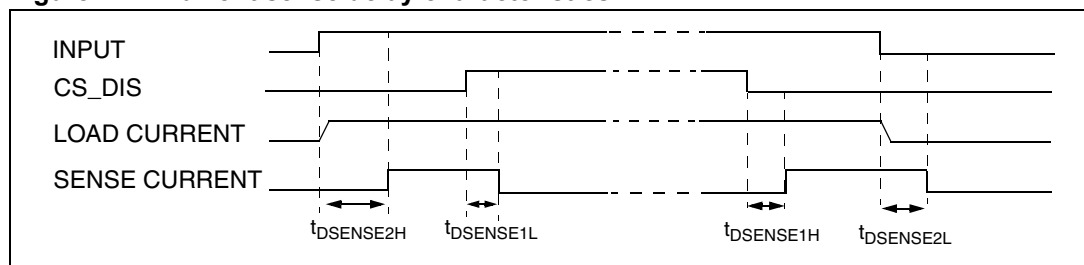 INPUT
CS_DIS
LOAD CURRENT
SENSE CURRENT
tDSENSE2H
tDSENSE1L
tDSENSE1H
tDSENSE2L